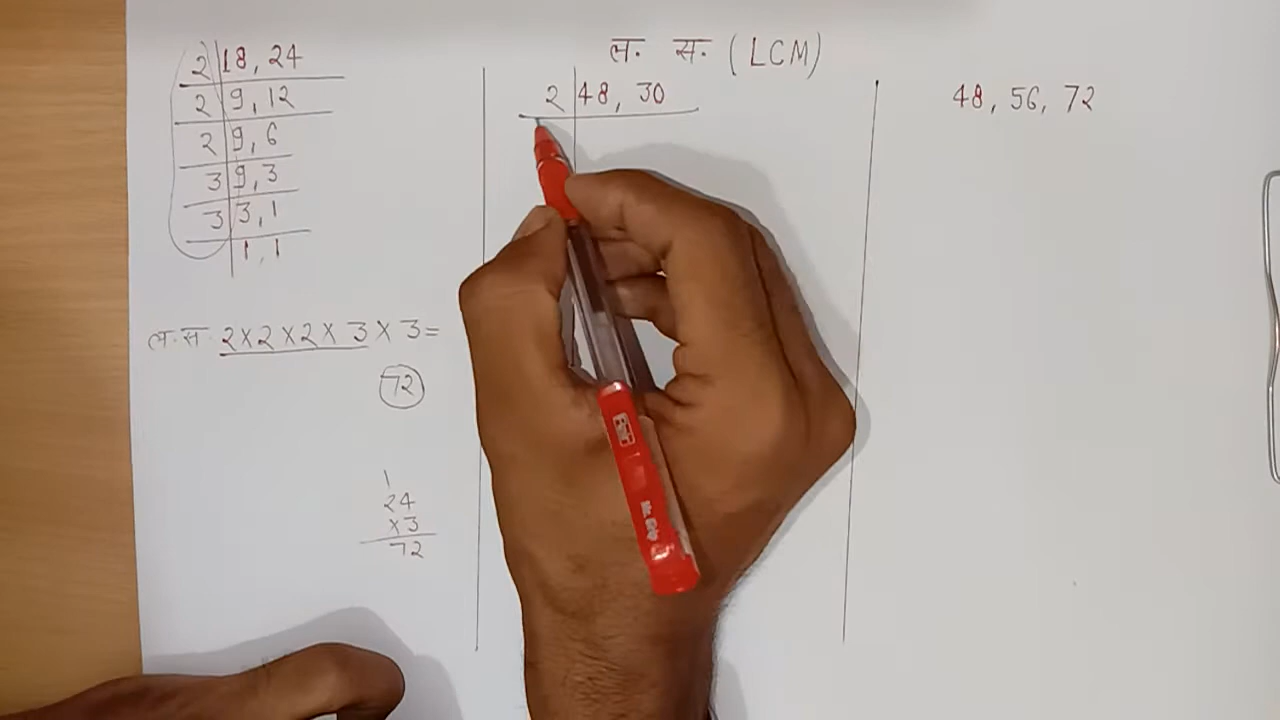 ल. स. (LCM)
2 18, 24
2 9, 12
2 9, 6
3 9, 3
3 3, 1
1, 1
ल.स. 2×2×2×3×3=
72
1
24
×3
72
2 48, 30
48, 56, 72